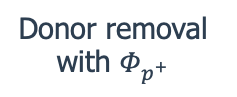 Donor removal
with 𝛷ₚ₊